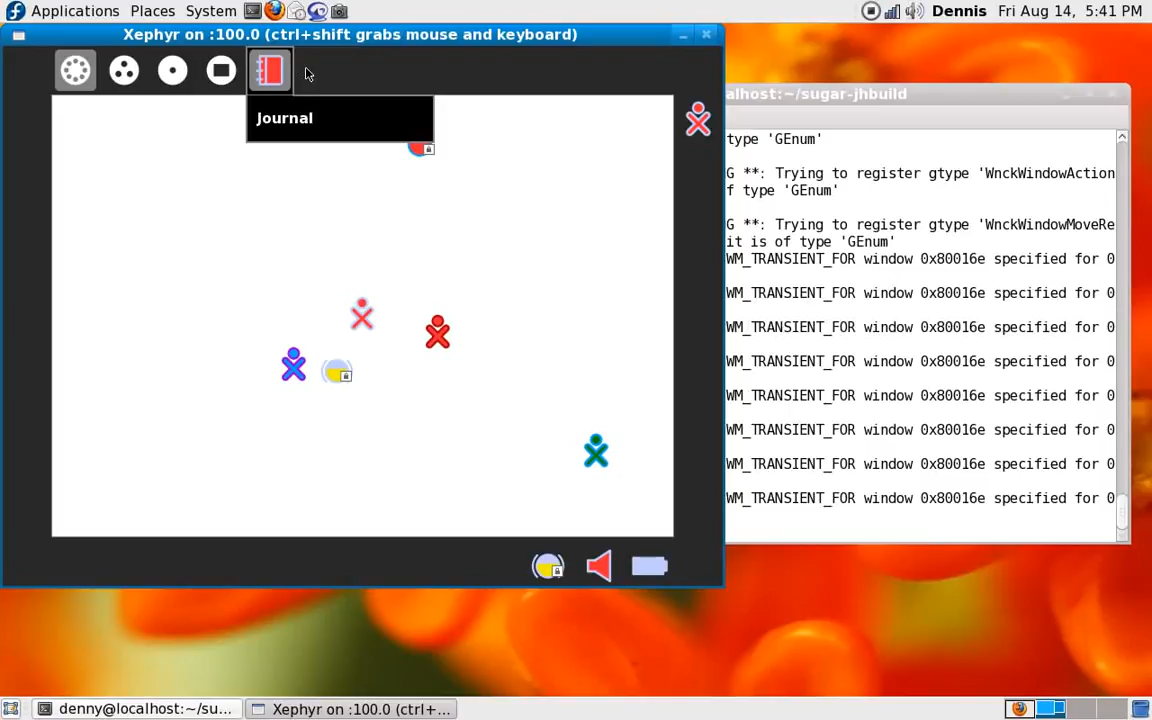 Applications Places System
Dennis Fri Aug 14, 5:41 PM
Xephyr on :100.0 (ctrl+shift grabs mouse and keyboard)
Journal
alhost:~/sugar-jhbuild
type 'GEnum'
G **: Trying to register gtype 'WnckWindowAction
f type 'GEnum'
G **: Trying to register gtype 'WnckWindowMoveRe
it is of type 'GEnum'
WM_TRANSIENT_FOR window 0x80016e specified for 0
WM_TRANSIENT_FOR window 0x80016e specified for 0
WM_TRANSIENT_FOR window 0x80016e specified for 0
WM_TRANSIENT_FOR window 0x80016e specified for 0
WM_TRANSIENT_FOR window 0x80016e specified for 0
WM_TRANSIENT_FOR window 0x80016e specified for 0
WM_TRANSIENT_FOR window 0x80016e specified for 0
WM_TRANSIENT_FOR window 0x80016e specified for 0
denny@localhost:~/su...
Xephyr on :100.0 (ctrl+...